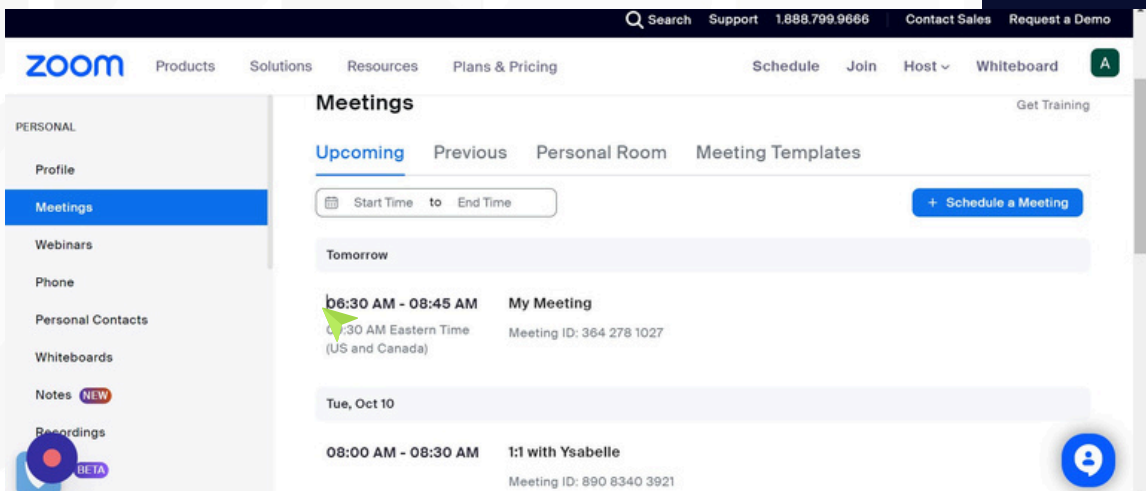 Search Support 1.888.799.9666 Contact Sales Request a Demo
zoom Products Solutions Resources Plans & Pricing Schedule Join Host Whiteboard A
PERSONAL
Profile
Meetings
Webinars
Phone
Personal Contacts
Whiteboards
Notes NEW
Recordings
BETA
Meetings
Get Training
Upcoming Previous Personal Room Meeting Templates
Start Time to End Time
+ Schedule a Meeting
Tomorrow
06:30 AM - 08:45 AM My Meeting
:30 AM Eastern Time
(US and Canada)
Meeting ID: 364 278 1027
Tue, Oct 10
08:00 AM - 08:30 AM 1:1 with Ysabelle
Meeting ID: 890 8340 3921